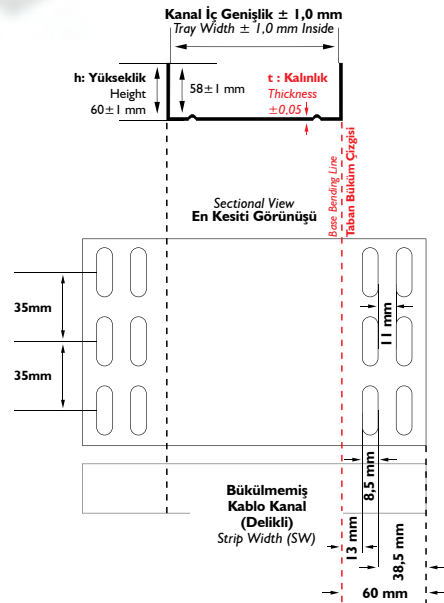 Kanal İç Genişlik ± 1,0 mm
Tray Width ± 1,0 mm Inside
h: Yükseklik
Height
60±1 mm
58±1 mm
t : Kalınlık
Thickness
±0,05
Base Bending Line
Taban Büküm Çizgisi
Sectional View
En Kesiti Görünüşü
35mm
35mm
11 mm
8,5 mm
13 mm
38,5 mm
60 mm
Bükülmemiş
Kablo Kanal
(Delikli)
Strip Width (SW)